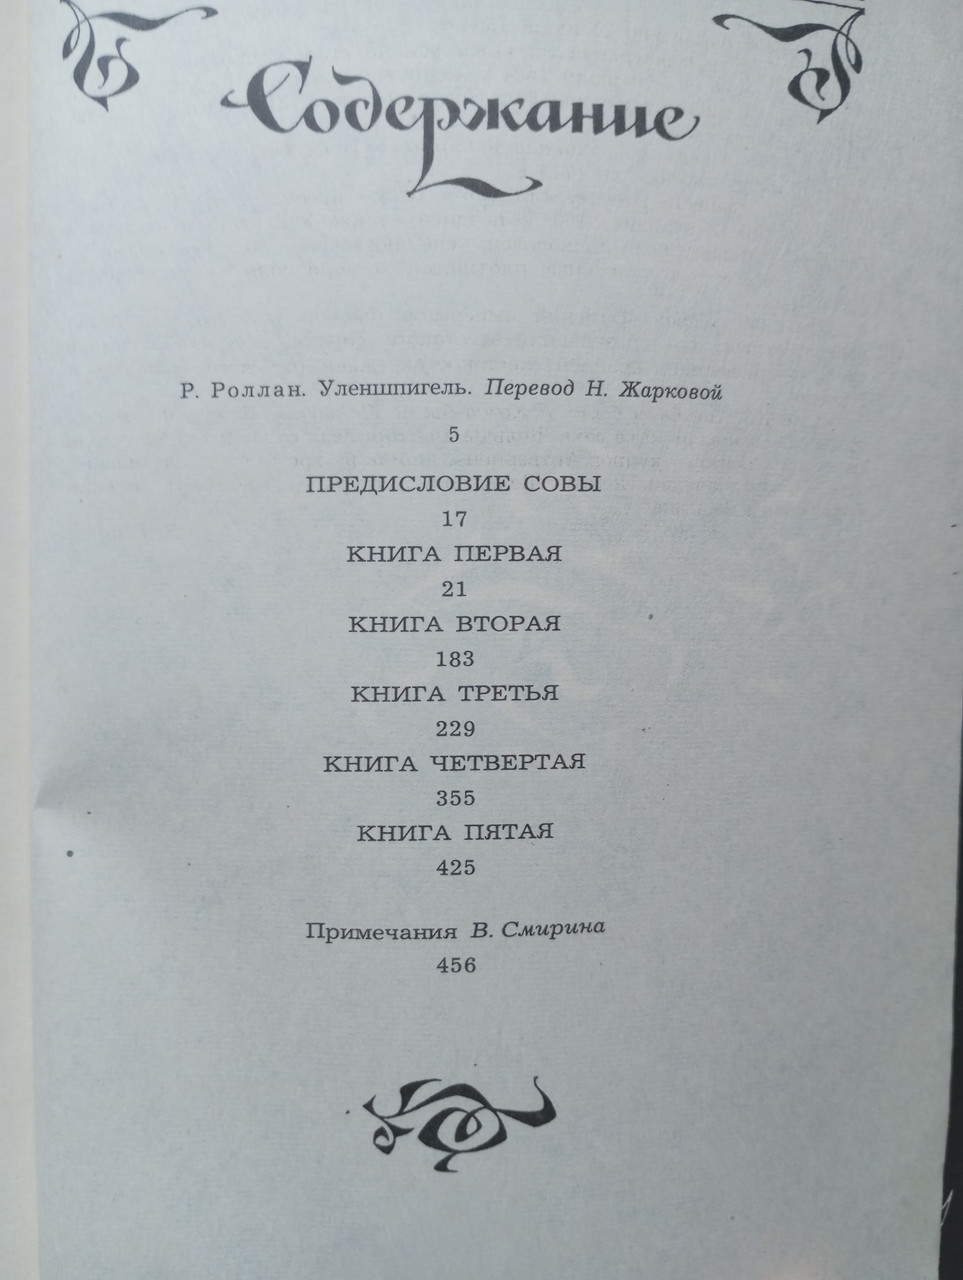 Содержание
Р. Роллан. Уленшпигель. Перевод Н. Жарковой
5
ПРЕДИСЛОВИЕ СОВЫ
17
КНИГА ПЕРВАЯ
21
КНИГА ВТОРАЯ
183
КНИГА ТРЕТЬЯ
229
КНИГА ЧЕТВЕРТАЯ
355
КНИГА ПЯТАЯ
425
Примечания В. Смирина
456